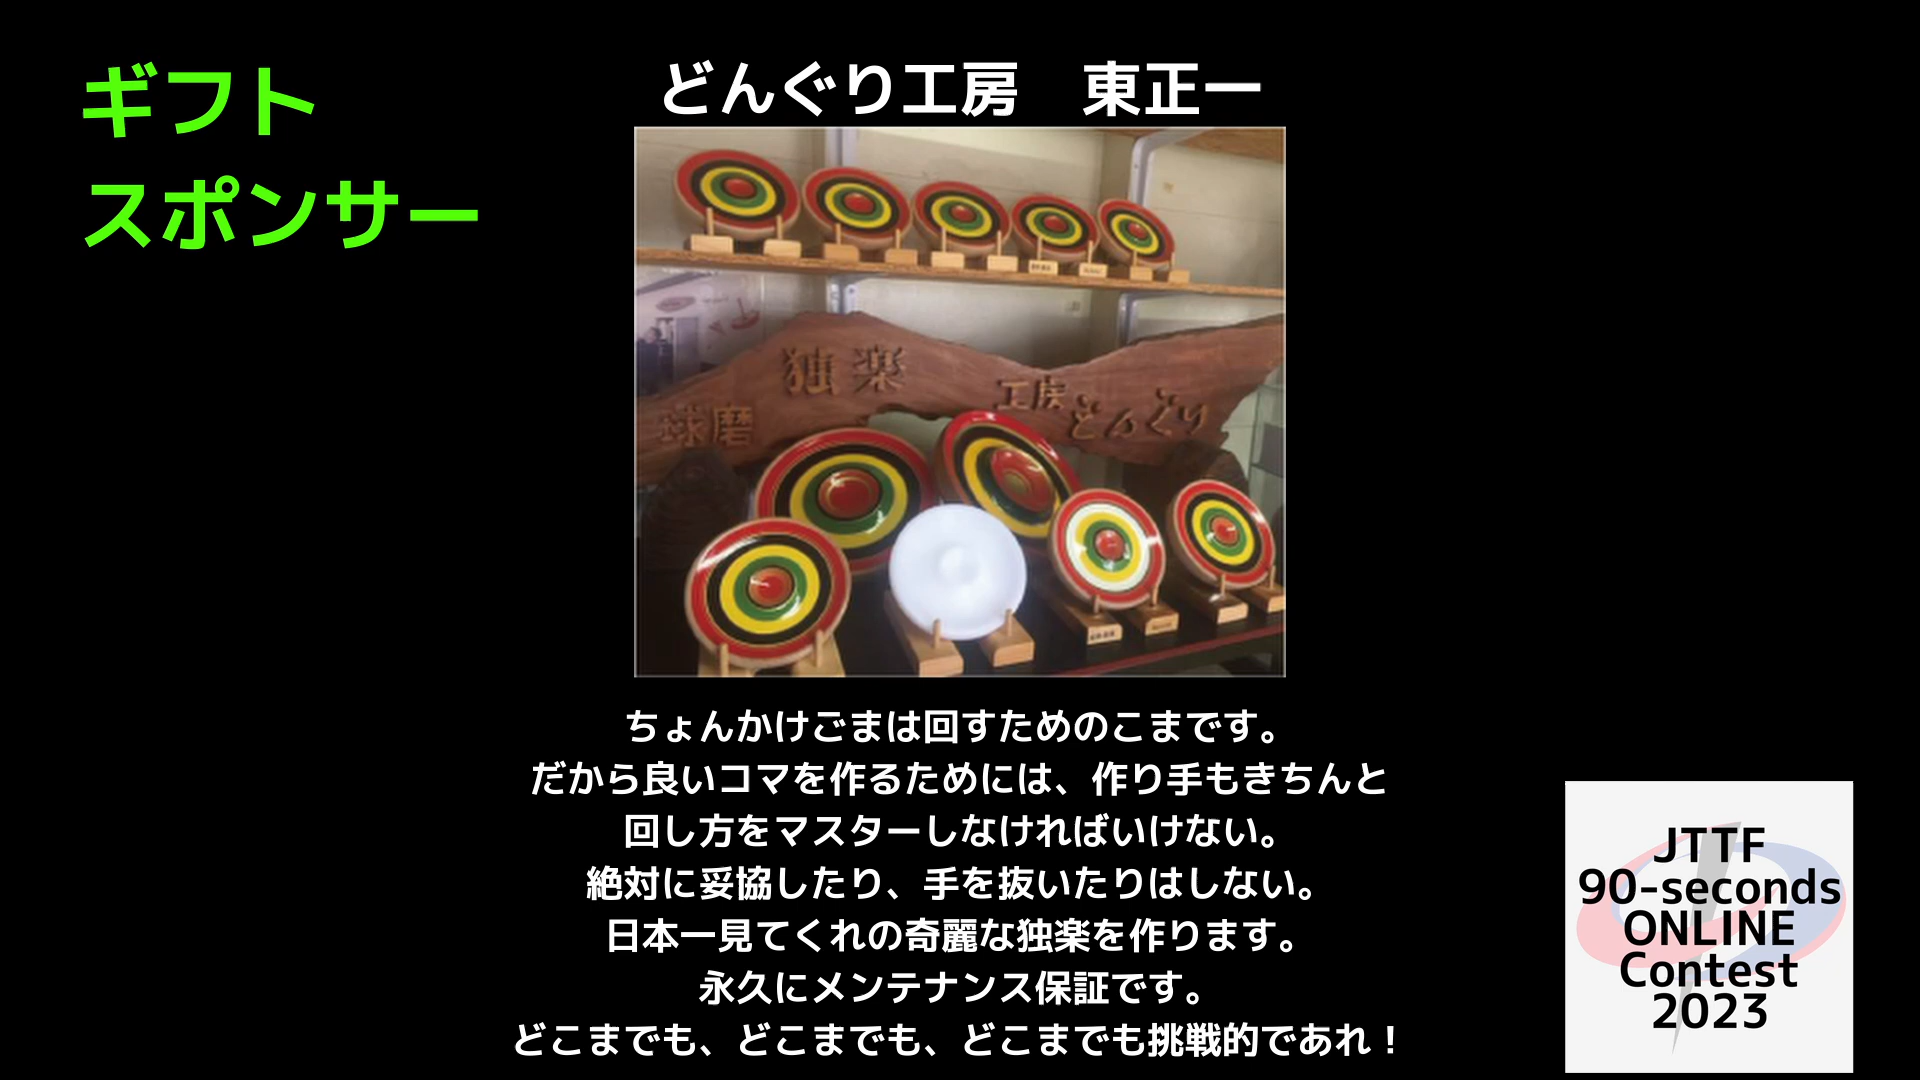 ギフト
スポンサー
どんぐり工房　東正一
独楽
球磨
工房どんぐり
ちょんかけごまは回すためのこまです。
だから良いコマを作るためには、作り手もきちんと
回し方をマスターしなければいけない。
絶対に妥協したり、手を抜いたりはしない。
日本一見てくれの奇麗な独楽を作ります。
永久にメンテナンス保証です。
どこまでも、どこまでも、どこまでも挑戦的であれ！
JTTF
90-seconds
ONLINE
Contest
2023